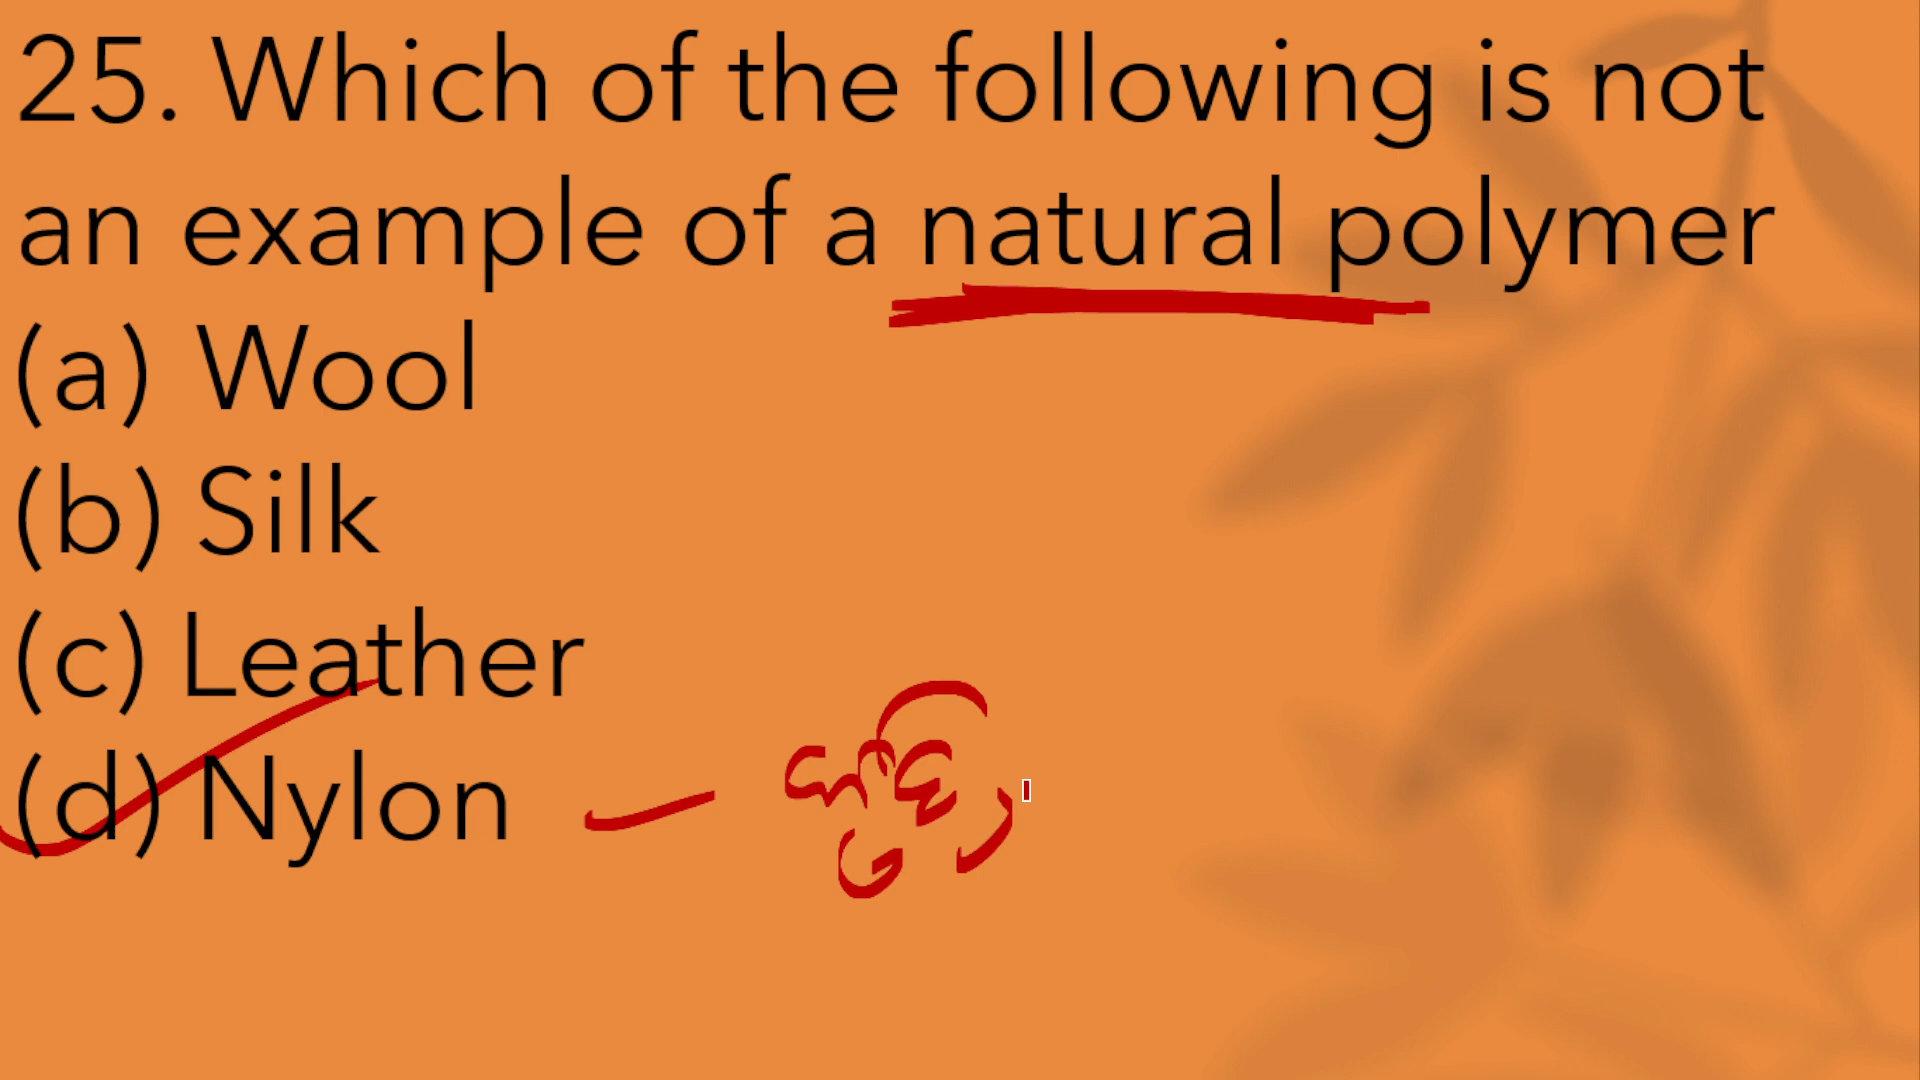 25. Which of the following is not
an example of a natural polymer
(a) Wool
(b) Silk
(c) Leather
(d) Nylon